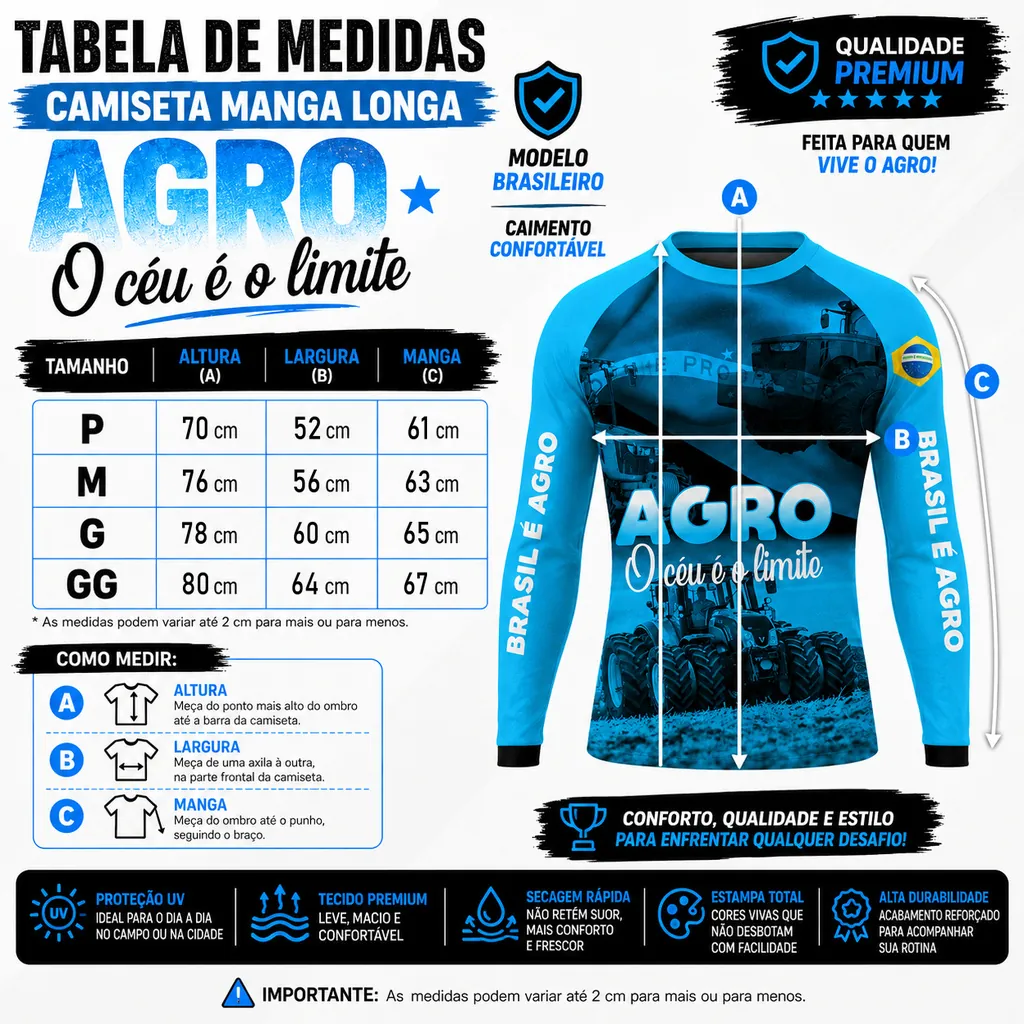 TABELA DE MEDIDAS
CAMISETA MANGA LONGA
AGRO
O céu é o limite
MODELO
BRASILEIRO
CAIMENTO
CONFORTÁVEL
QUALIDADE
PREMIUM
FEITA PARA QUEM
VIVE O AGRO!
TAMANHO ALTURA (A) LARGURA (B) MANGA (C)
P 70 cm 52 cm 61 cm
M 76 cm 56 cm 63 cm
G 78 cm 60 cm 65 cm
GG 80 cm 64 cm 67 cm
* As medidas podem variar até 2 cm para mais ou para menos.
COMO MEDIR:
A
ALTURA
Meça do ponto mais alto do ombro
até a barra da camiseta.
B
LARGURA
Meça de uma axila à outra,
na parte frontal da camiseta.
C
MANGA
Meça do ombro até o punho,
seguindo o braço.
A
B
C
BRASIL É AGRO
AGRO
O céu é o limite
BRASIL É AGRO
CONFORTO, QUALIDADE E ESTILO
PARA ENFRENTAR QUALQUER DESAFIO!
UV
PROTEÇÃO UV
IDEAL PARA O DIA A DIA
NO CAMPO OU NA CIDADE
TECIDO PREMIUM
LEVE, MACIO E
CONFORTÁVEL
SECAGEM RÁPIDA
NÃO RETÉM SUOR,
MAIS CONFORTO
E FRESCOR
ESTAMPA TOTAL
CORES VIVAS QUE
NÃO DESBOTAM
COM FACILIDADE
ALTA DURABILIDADE
ACABAMENTO REFORÇADO
PARA ACOMPANHAR
SUA ROTINA
IMPORTANTE: As medidas podem variar até 2 cm para mais ou para menos.